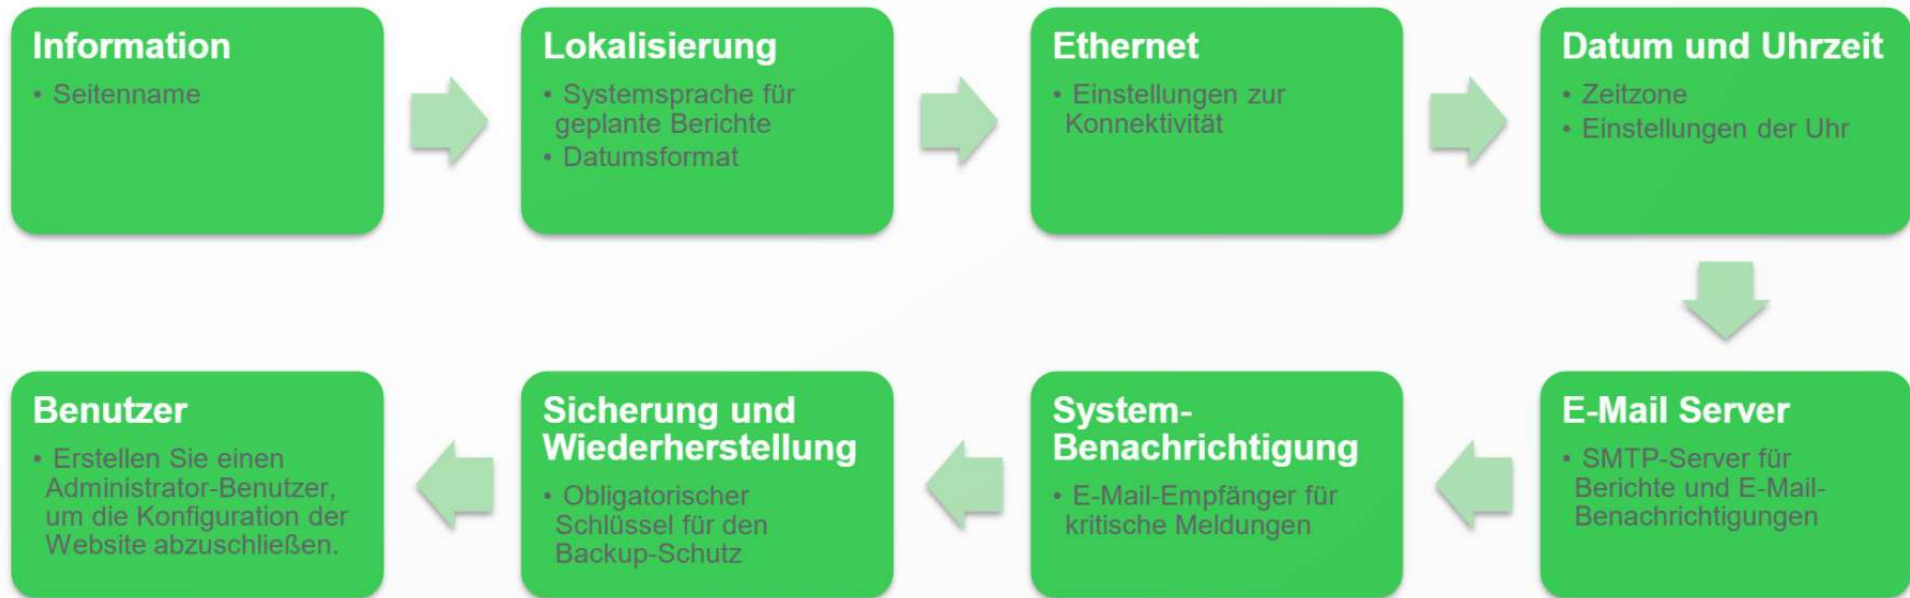 Information
• Seitenname
Lokalisierung
• Systemsprache für
geplante Berichte
• Datumsformat
Ethernet
• Einstellungen zur
Konnektivität
Datum und Uhrzeit
• Zeitzone
• Einstellungen der Uhr
E-Mail Server
• SMTP-Server für
Berichte und E-Mail-
Benachrichtigungen
System-
Benachrichtigung
• E-Mail-Empfänger für
kritische Meldungen
Sicherung und
Wiederherstellung
• Obligatorischer
Schlüssel für den
Backup-Schutz
Benutzer
• Erstellen Sie einen
Administrator-Benutzer,
um die Konfiguration der
Website abzuschließen.